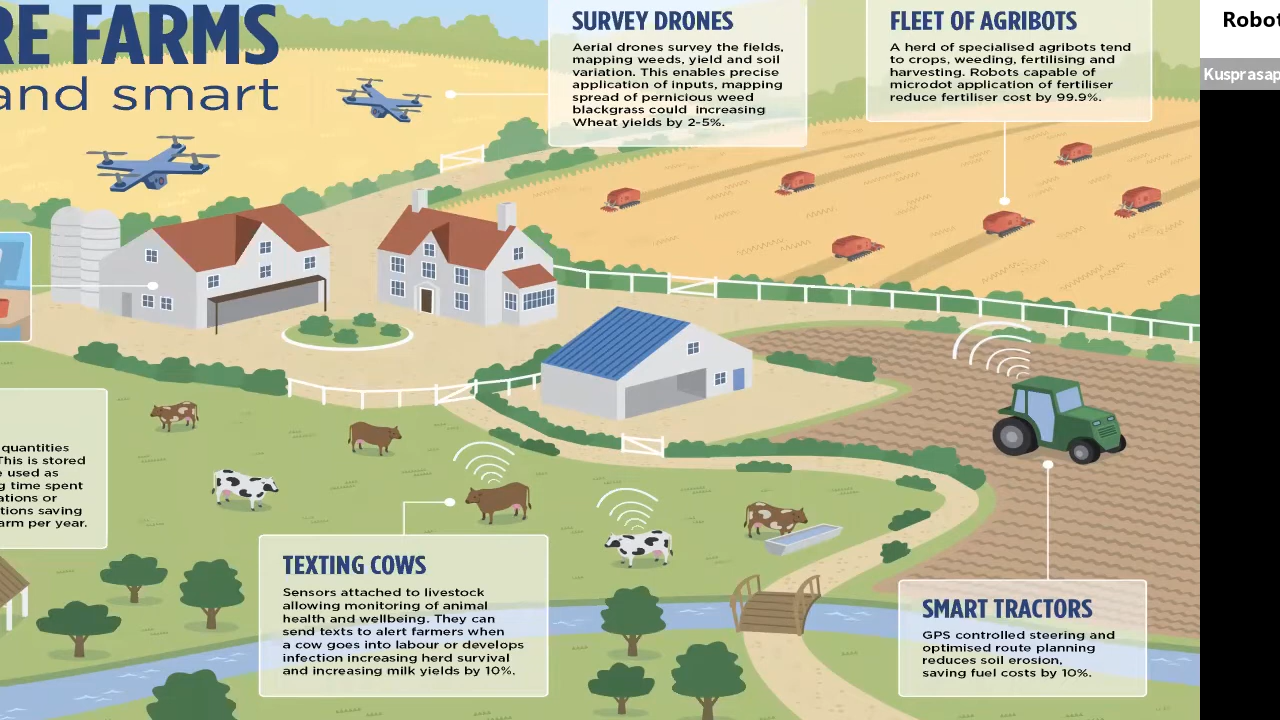 RE FARMS
and smart
SURVEY DRONES
Aerial drones survey the fields,
mapping weeds, yield and soil
variation. This enables precise
application of inputs, mapping
spread of pernicious weed
blackgrass could increasing
Wheat yields by 2-5%.
FLEET OF AGRIBOTS
A herd of specialised agribots tend
to crops, weeding, fertilising and
harvesting. Robots capable of
microdot application of fertiliser
reduce fertiliser cost by 99.9%.
Robot
Kusprasap
quantities
This is stored
e used as
g time spent
ations or
tions saving
arm per year.
TEXTING COWS
Sensors attached to livestock
allowing monitoring of animal
health and wellbeing. They can
send texts to alert farmers when
a cow goes into labour or develops
infection increasing herd survival
and increasing milk yields by 10%.
SMART TRACTORS
GPS controlled steering and
optimised route planning
reduces soil erosion,
saving fuel costs by 10%.